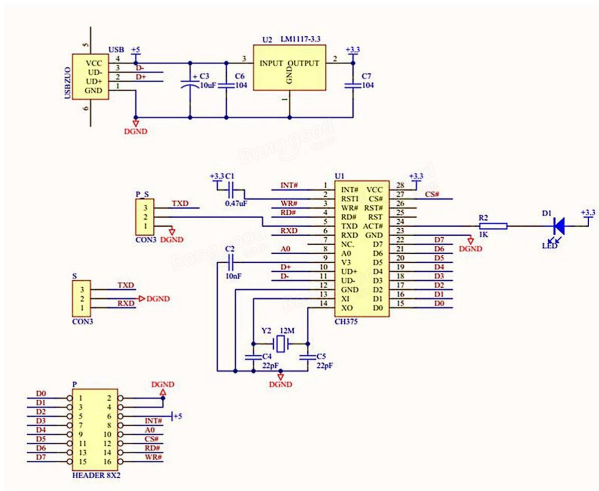 U2 LM1117-3.3
USB
+5
+3.3
5
VCC 4
UD- 3 D-
UD+ 2 D+
GND 1
6
USBZUO
3 INPUT OUTPUT 2
GND
1
C3
10uF
C6
104
C7
104
DGND
U1
+3.3 C1
0.47uF
+3.3
INT# 1 INT# VCC 28
2 RSTI CS# 27 CS#
WR# 3 WR# RST# 26
RD# 4 RD# RST 25
5 TXD ACT# 24
RXD 6 RXD GND 23
7 NC. D7 22 D7
A0 8 A0 D6 21 D6
9 V3 D5 20 D5
D+ 10 UD+ D4 19 D4
D- 11 UD- D3 18 D3
12 GND D2 17 D2
13 XI D1 16 D1
14 XO D0 15 D0
CH375
R2
1K
D1
LED
+3.3
DGND
P_S
3 TXD
2
1
CON3
DGND
C2
10nF
S
3 TXD
2 DGND
1 RXD
CON3
Y2 12M
C4
22pF
C5
22pF
DGND
P
DGND
D0 1 2
D1 3 4
D2 5 6 +5
D3 7 8 INT#
D4 9 10 A0
D5 11 12 CS#
D6 13 14 RD#
D7 15 16 WR#
HEADER 8X2